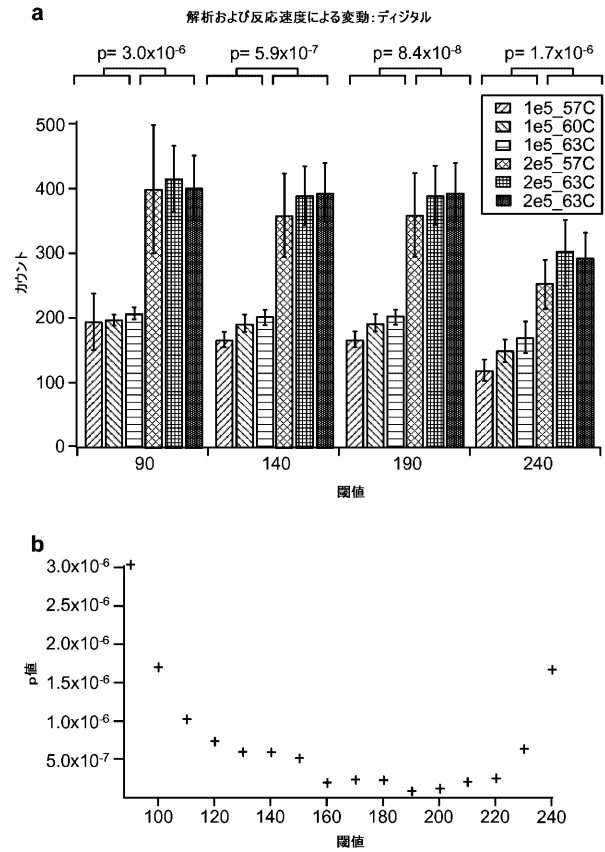 a
解析および反応速度による変動:ディジタル
p= 3.0x10-6 p= 5.9x10-7 p= 8.4x10-8 p= 1.7x10-6
1e5_57C
1e5_60C
1e5_63C
2e5_57C
2e5_63C
2e5_63C
500
400
300
200
100
0
カウント
90 140 190 240
閾値
b
3.0x10-6
2.5x10-6
2.0x10-6
1.5x10-6
1.0x10-6
5.0x10-7
p値
100 120 140 160 180 200 220 240
閾値